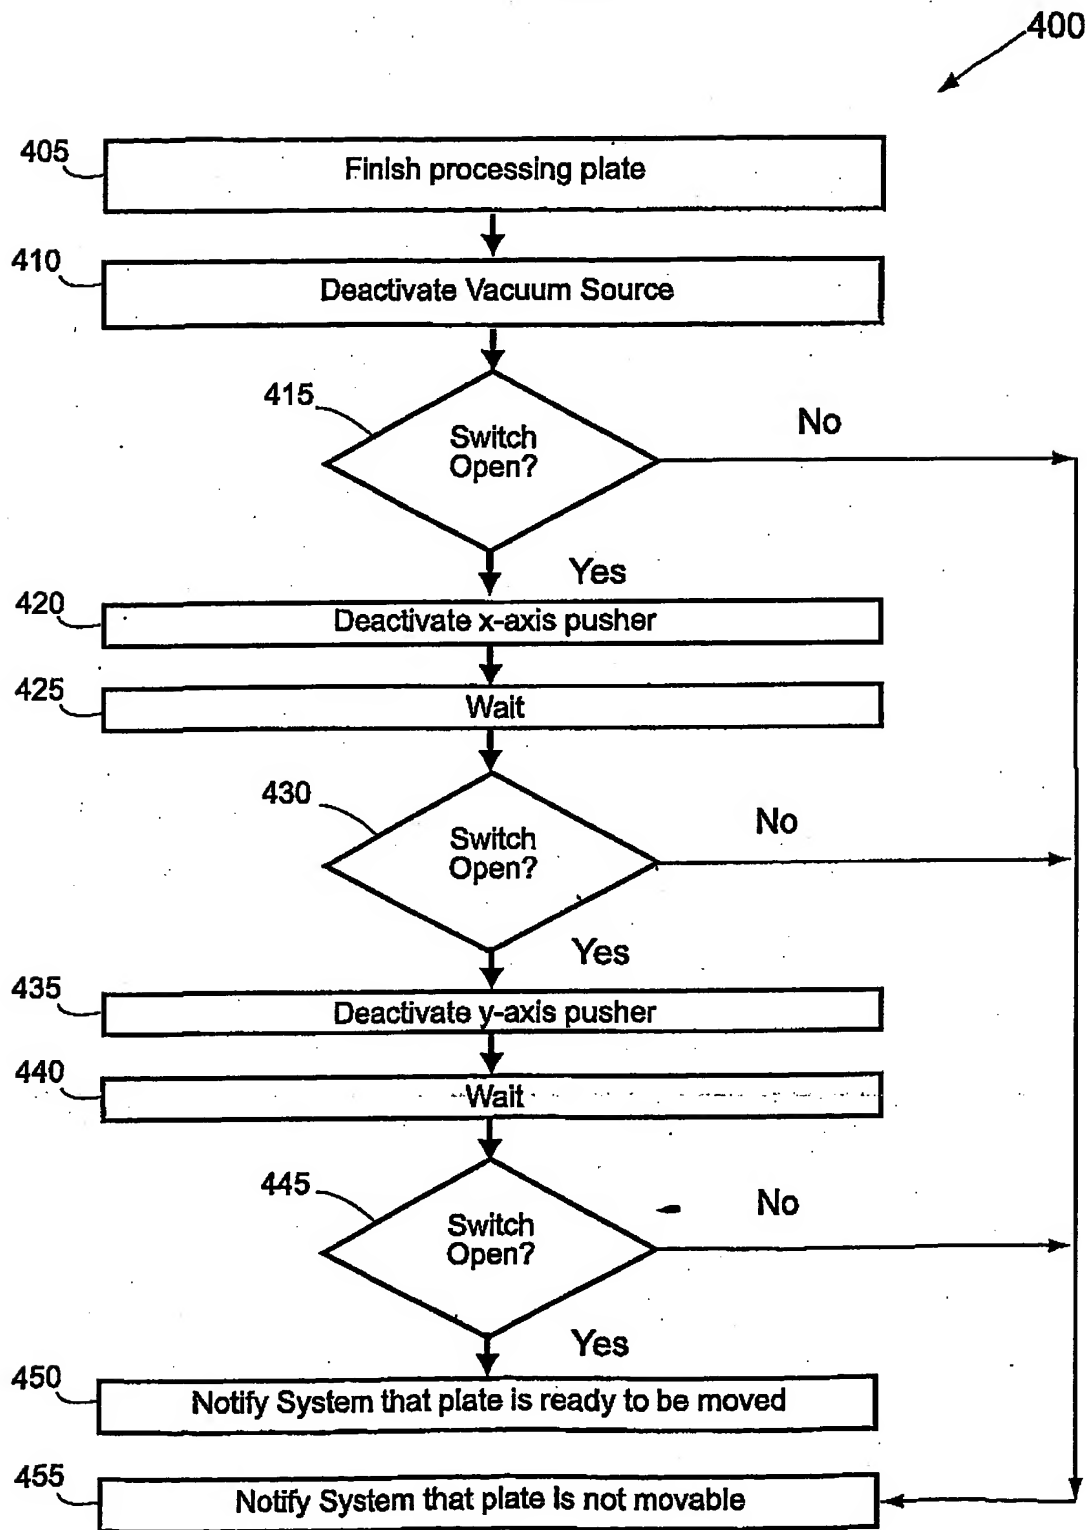 400
405
Finish processing plate
410
Deactivate Vacuum Source
415
Switch
Open?
No
Yes
420
Deactivate x-axis pusher
425
Wait
430
Switch
Open?
No
Yes
435
Deactivate y-axis pusher
440
Wait
445
Switch
Open?
No
Yes
450
Notify System that plate is ready to be moved
455
Notify System that plate is not movable